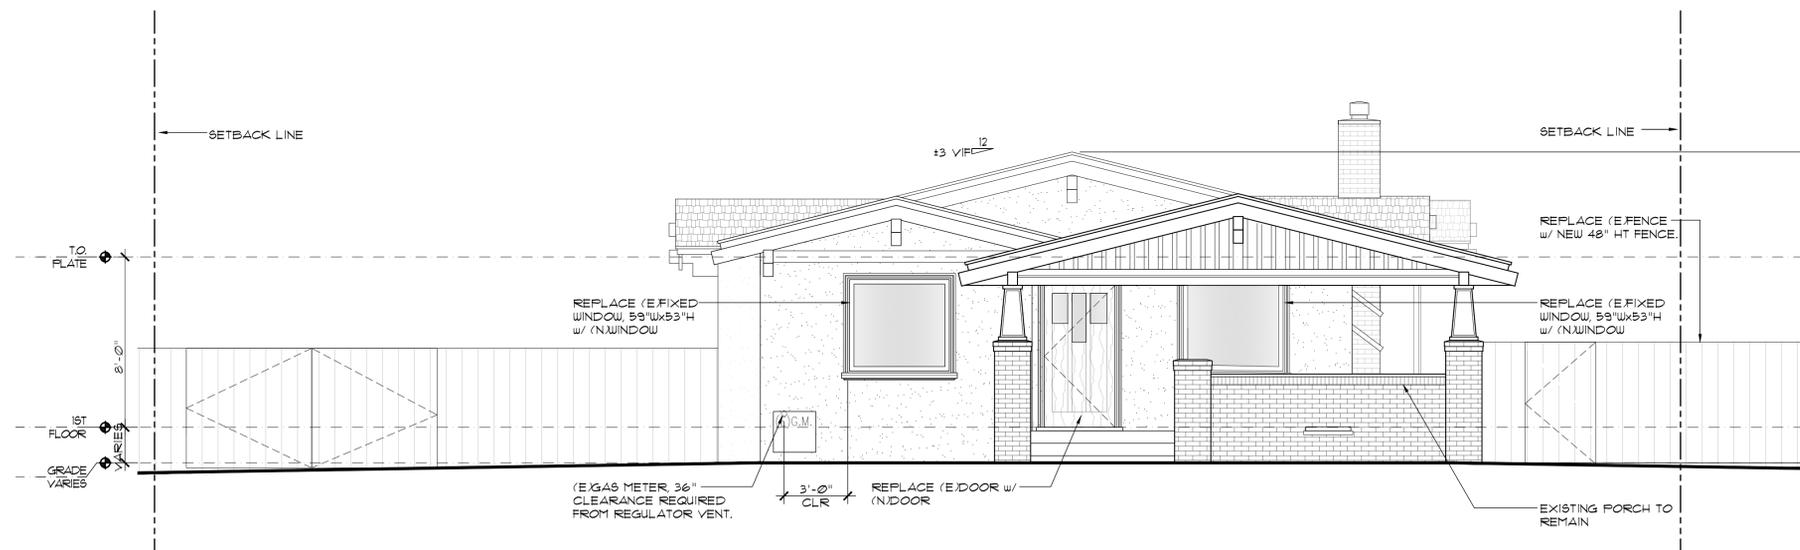 SETBACK LINE
SETBACK LINE
12
±3 VIF
REPLACE (E)FENCE
w/ NEW 48" HT FENCE.
T.O.
PLATE
REPLACE (E)FIXED
WINDOW, 59"Wx53"H
w/ (N)WINDOW
REPLACE (E)FIXED
WINDOW, 59"Wx53"H
w/ (N)WINDOW
8'-0"
1ST
FLOOR
VARIES
(E)G.M.
GRADE
VARIES
(E)GAS METER, 36"
CLEARANCE REQUIRED
FROM REGULATOR VENT.
3'-0"
CLR
REPLACE (E)DOOR w/
(N)DOOR
EXISTING PORCH TO
REMAIN